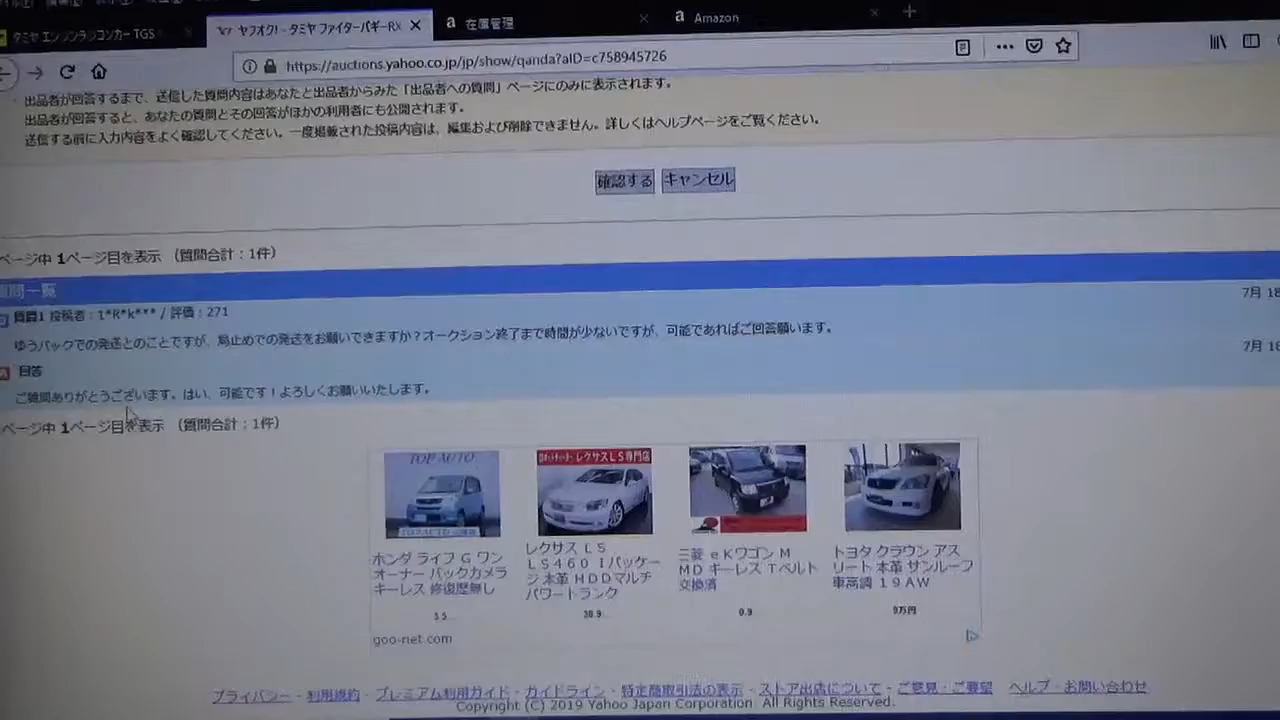 タミヤ エンジンラジコンカー TGS
ヤフオク! - タミヤ ファイターバギーRX
在庫管理
Amazon
https://auctions.yahoo.co.jp/jp/show/qanda?aID=c758945726
出品者が回答するまで、送信した質問内容はあなたと出品者からみた「出品者への質問」ページにのみに表示されます。
出品者が回答すると、あなたの質問とその回答がほかの利用者にも公開されます。
送信する前に入力内容をよく確認してください。一度掲載された投稿内容は、編集および削除できません。詳しくはヘルプページをご覧ください。
確認する キャンセル
ページ中 1ページ目を表示 (質問合計:1件)
質問一覧
質問1 投稿者:1*R*k*** / 評価:271
7月 18
ゆうパックでの発送とのことですが、局止めでの発送をお願いできますか?オークション終了まで時間が少ないですが、可能であればご回答願います。
7月 18
回答
ご質問ありがとうございます。はい、可能です!よろしくお願いいたします。
ページ中 1ページ目を表示 (質問合計:1件)
TOP AUTO
レクサスLS専門店
ホンダ ライフ G ワン
オーナー バックカメラ
キーレス 修復歴無し
レクサス LS
LS460 Iパッケー
ジ 本革 HDDマルチ
パワートランク
三菱 eKワゴン M
MD キーレス Tベルト
交換済
トヨタ クラウン アス
リート 本革 サンルーフ
車高調 19AW
9万円
goo-net.com
プライバシー - 利用規約 - プレミアム利用ガイド - ガイドライン - 特定商取引法の表示 - ストア出店について - ご意見・ご要望 ヘルプ・お問い合わせ
Copyright (C) 2019 Yahoo Japan Corporation. All Rights Reserved.